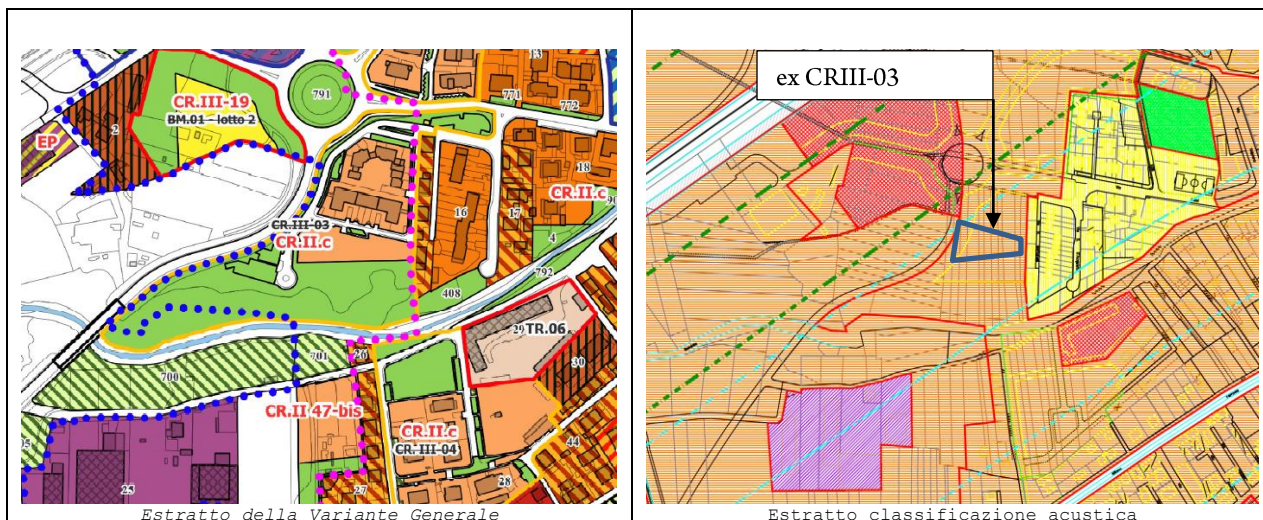 791
13
771
772
CR.III-19
BM.01 - lotto 2
2
EP
18
CR.II.c
16
17
CR.III-03
CR.II.c
4
792
408
29
TR.06
30
701
26
700
CR.II 47-bis
CR.II.c
CR. III-04
44
25
27
28
Estratto della Variante Generale
ex CRIII-03
Estratto classificazione acustica